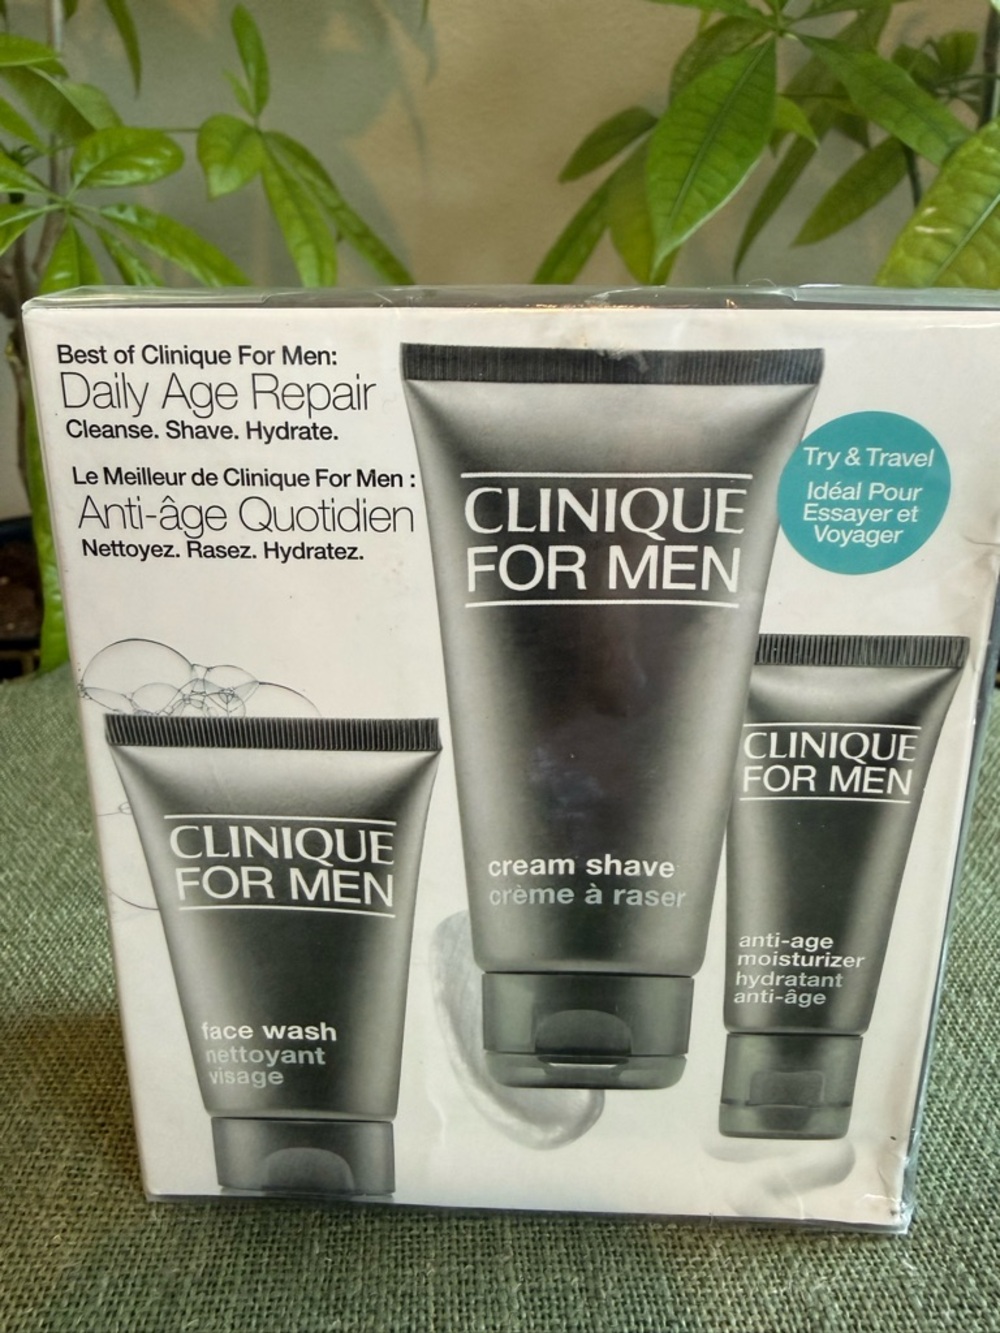 Best of Clinique For Men:
Daily Age Repair
Cleanse. Shave. Hydrate.
Le Meilleur de Clinique For Men :
Anti-âge Quotidien
Nettoyez. Rasez. Hydratez.
Try & Travel
Idéal Pour
Essayer et
Voyager
CLINIQUE
FOR MEN
cream shave
crème à raser
CLINIQUE
FOR MEN
face wash
nettoyant
visage
CLINIQUE
FOR MEN
anti-age
moisturizer
hydratant
anti-âge